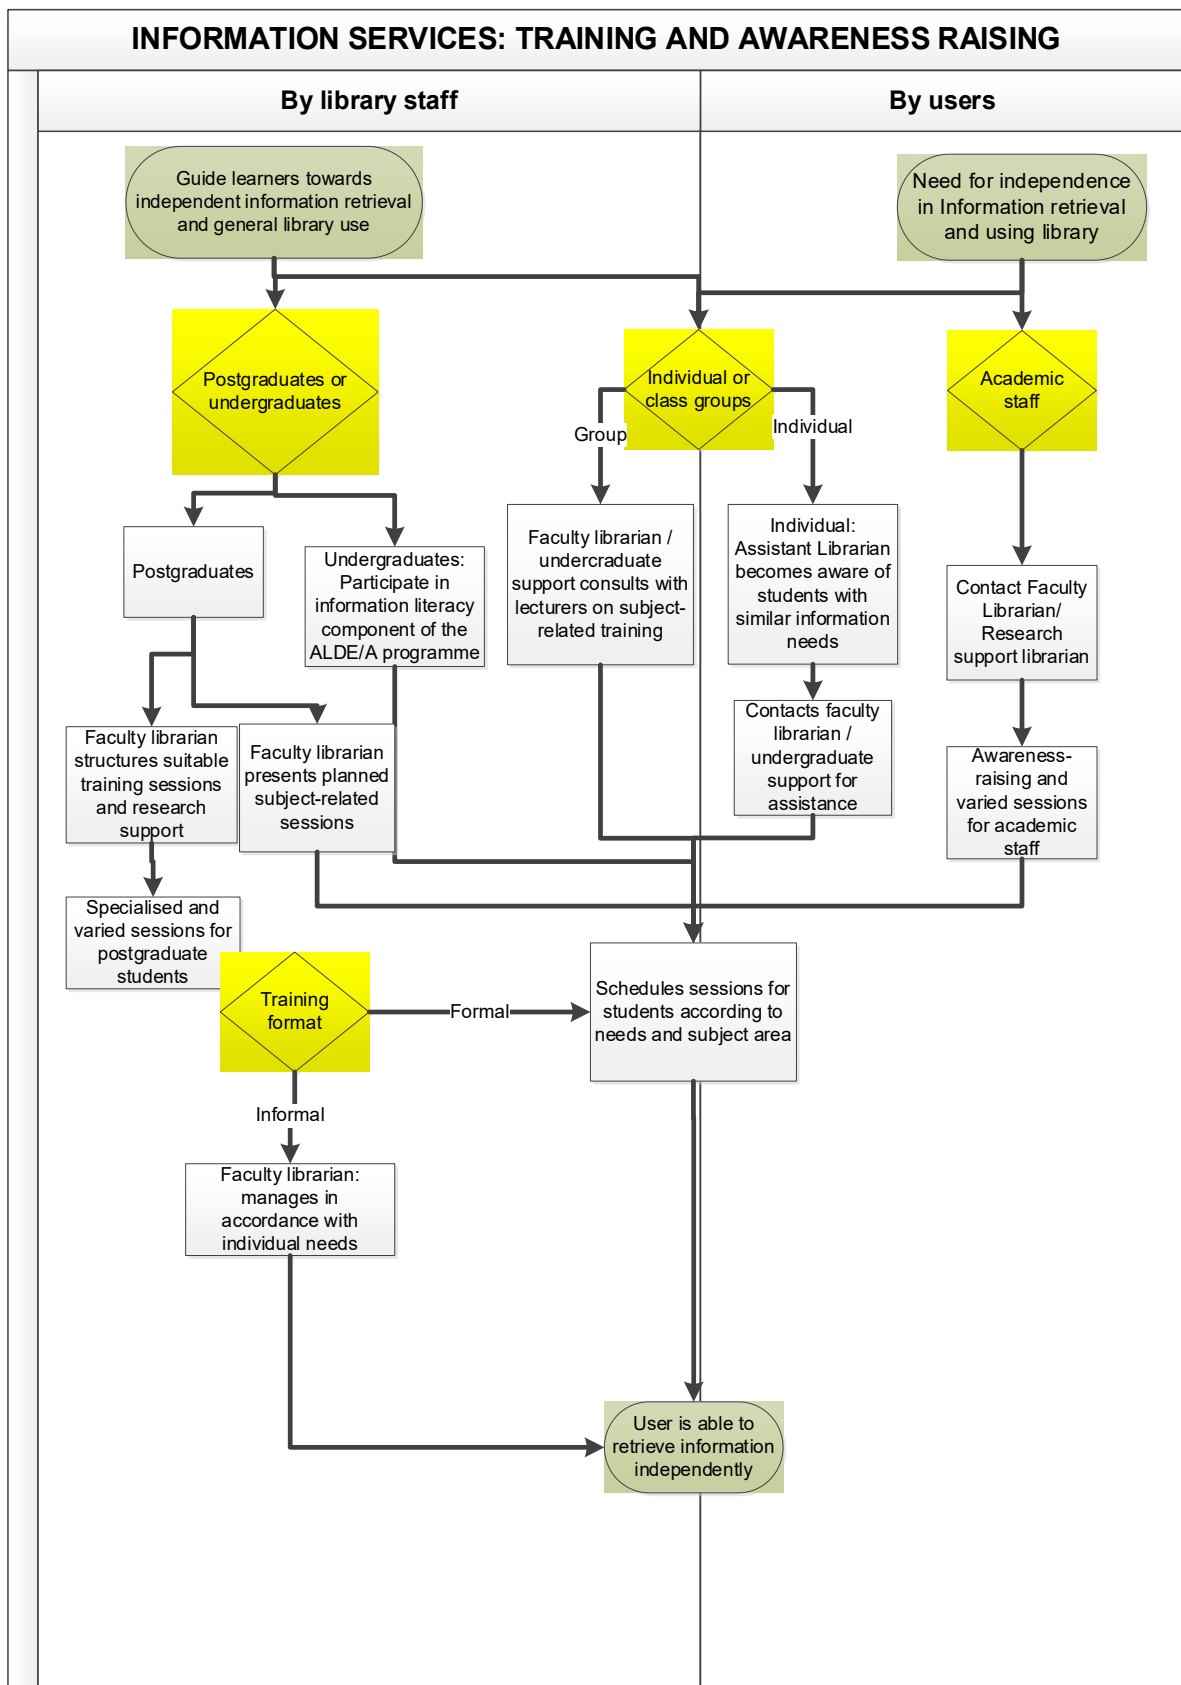 INFORMATION SERVICES: TRAINING AND AWARENESS RAISING
By library staff
By users
Guide learners towards
independent information retrieval
and general library use
Need for independence
in Information retrieval
and using library
Postgraduates or
undergraduates
Individual or
class groups
Academic
staff
Group
Individual
Postgraduates
Undergraduates:
Participate in
information literacy
component of the
ALDE/A programme
Faculty librarian /
undercraduate
support consults with
lecturers on subject-
related training
Individual:
Assistant Librarian
becomes aware of
students with
similar information
needs
Contact Faculty
Librarian/
Research
support librarian
Faculty librarian
structures suitable
training sessions
and research
support
Faculty librarian
presents planned
subject-related
sessions
Contacts faculty
librarian /
undergraduate
support for
assistance
Awareness-
raising and
varied sessions
for academic
staff
Specialised and
varied sessions for
postgraduate
students
Training
format
Formal
Schedules sessions for
students according to
needs and subject area
Informal
Faculty librarian:
manages in
accordance with
individual needs
User is able to
retrieve information
independently